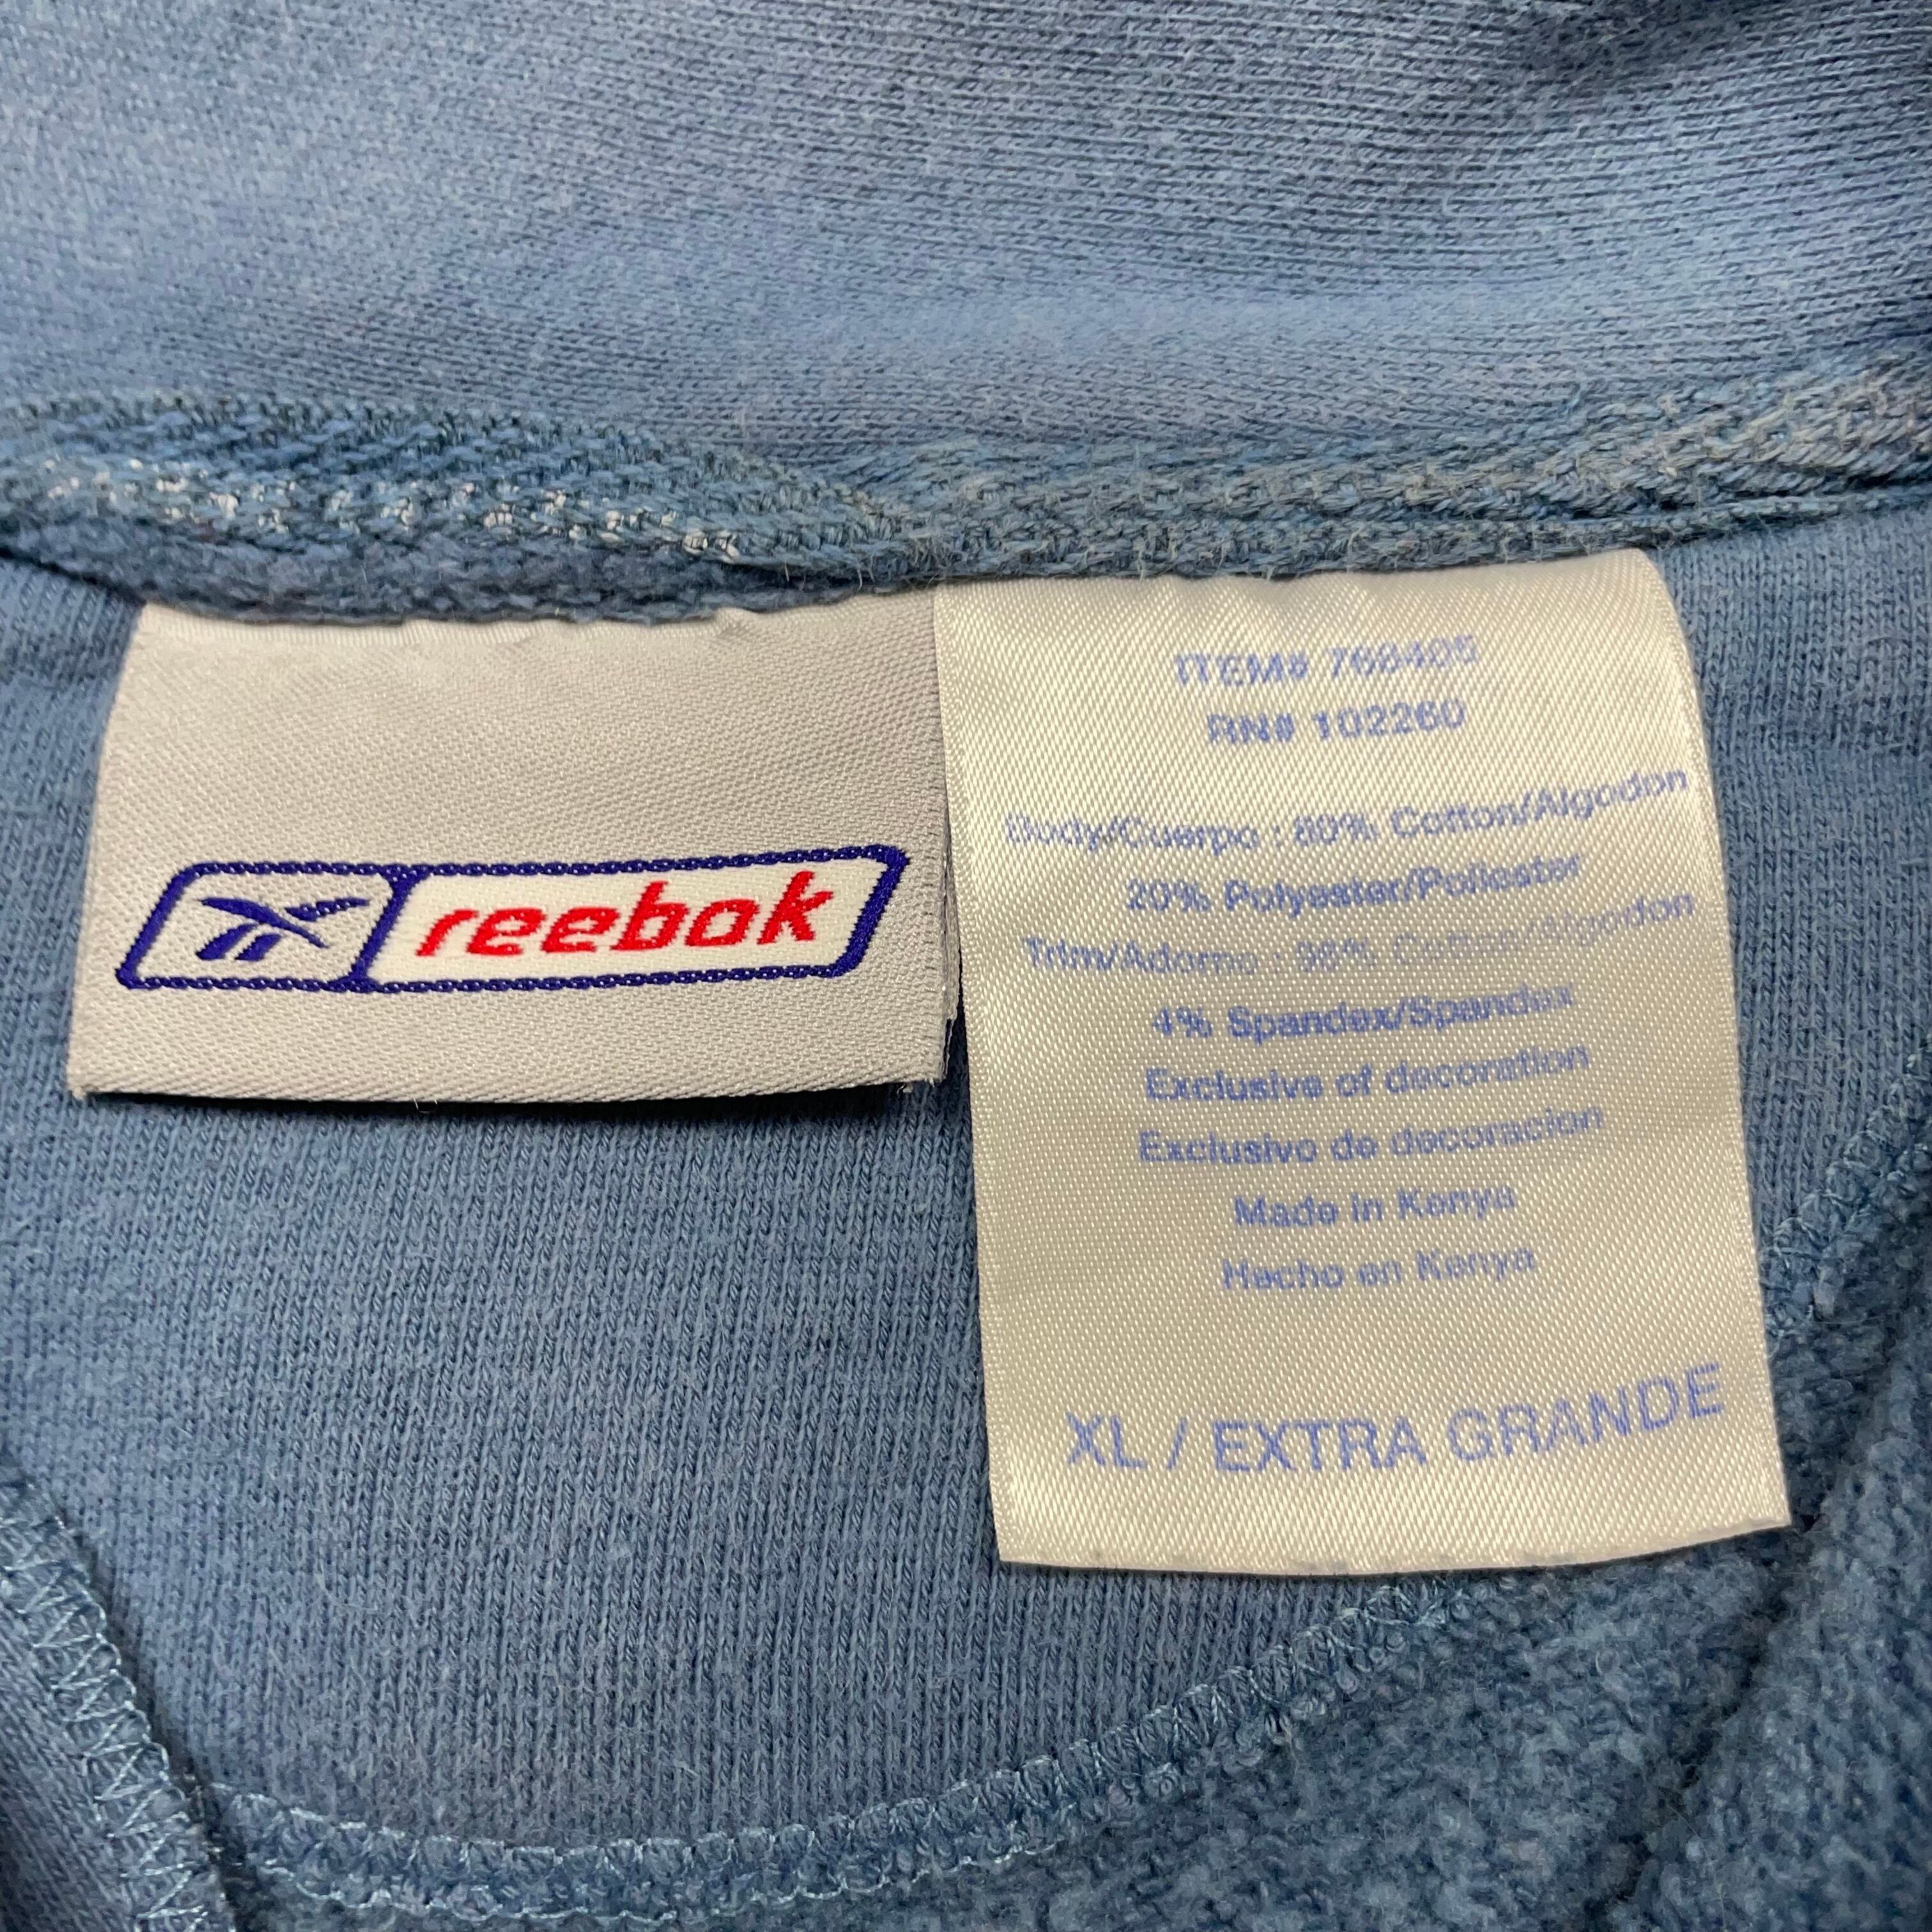 reebok
ITEM# 768405
RN# 102260
Body/Cuerpo : 80% Cotton/Algodon
20% Polyester/Poliester
Trim/Adorno : 96% Cotton/Algodon
4% Spandex/Spandex
Exclusive of decoration
Exclusivo de decoracion
Made in Kenya
Hecho en Kenya
XL / EXTRA GRANDE